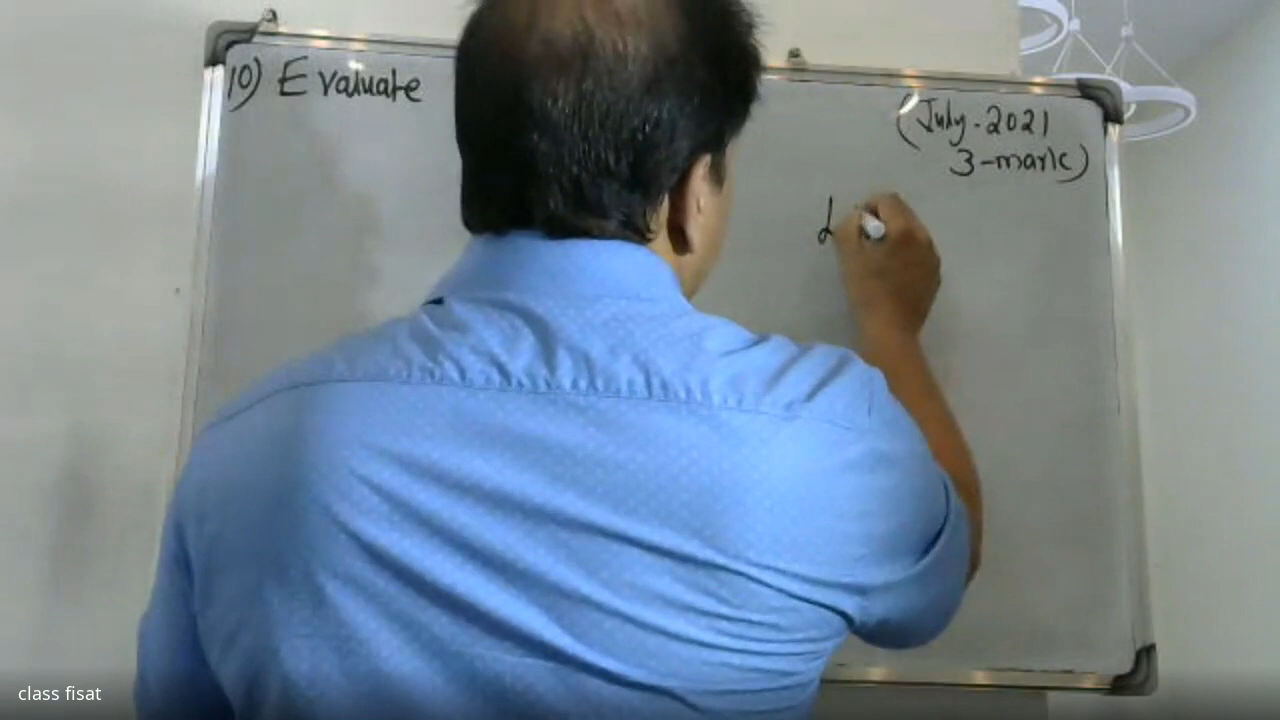 10) Evaluate
(July-2021
3-mark)
d
class fisat